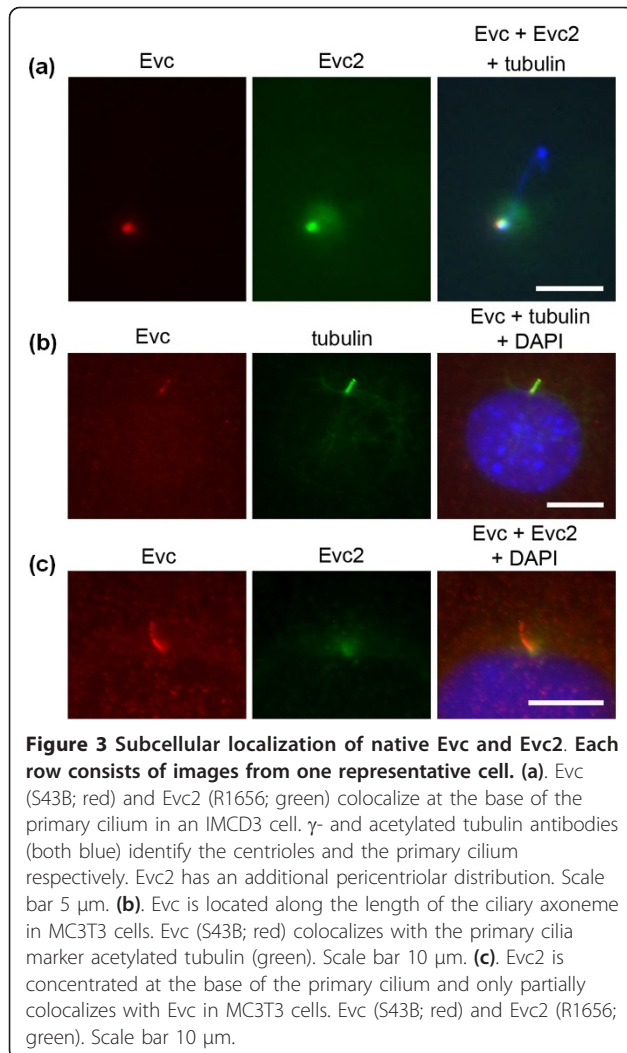 Evc + Evc2
(a) Evc Evc2 + tubulin
Evc + tubulin
(b) Evc tubulin + DAPI
Evc + Evc2
(c) Evc Evc2 + DAPI
Figure 3 Subcellular localization of native Evc and Evc2. Each
row consists of images from one representative cell. (a). Evc
(S43B; red) and Evc2 (R1656; green) colocalize at the base of the
primary cilium in an IMCD3 cell. γ- and acetylated tubulin antibodies
(both blue) identify the centrioles and the primary cilium
respectively. Evc2 has an additional pericentriolar distribution. Scale
bar 5 μm. (b). Evc is located along the length of the ciliary axoneme
in MC3T3 cells. Evc (S43B; red) colocalizes with the primary cilia
marker acetylated tubulin (green). Scale bar 10 μm. (c). Evc2 is
concentrated at the base of the primary cilium and only partially
colocalizes with Evc in MC3T3 cells. Evc (S43B; red) and Evc2 (R1656;
green). Scale bar 10 μm.